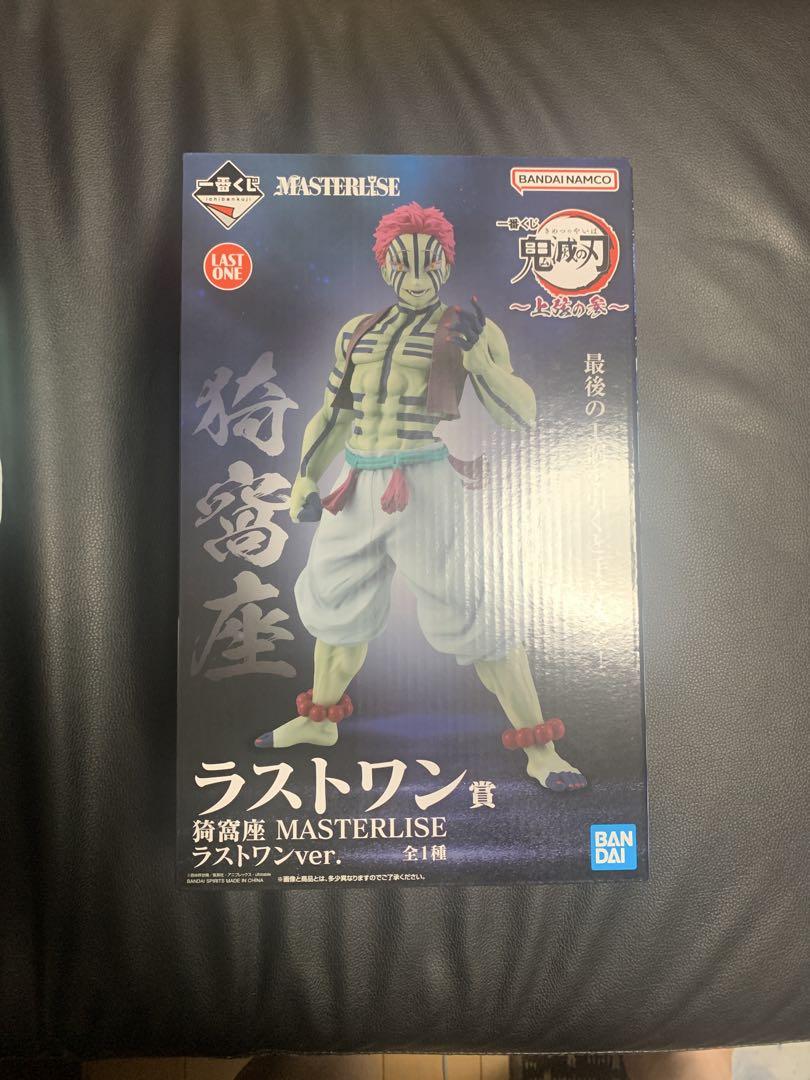 一番くじ
ichibankuji
MASTERLISE
BANDAI NAMCO
LAST
ONE
一番くじ
きめつのやいば
鬼滅の刃
～上弦の参～
猗窩座
最後の1
ラストワン賞
猗窩座 MASTERLISE
ラストワンver. 全1種
BANDAI SPIRITS MADE IN CHINA ※画像と商品とは、多少異なりますのでご了承ください。
BAN
DAI